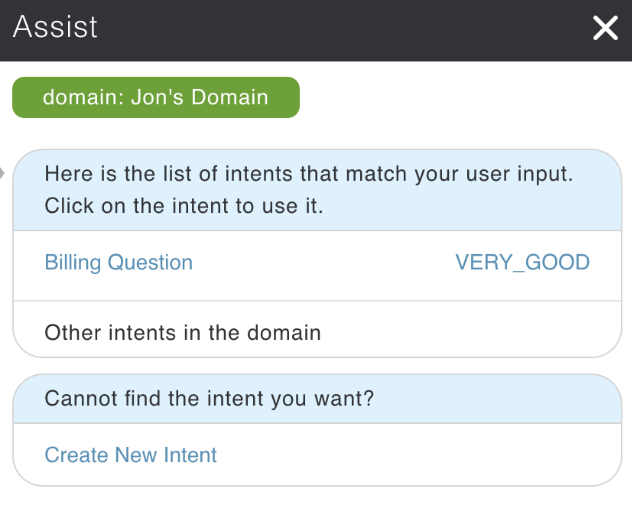 Assist
domain: Jon's Domain
Here is the list of intents that match your user input.
Click on the intent to use it.
Billing Question VERY_GOOD
Other intents in the domain
Cannot find the intent you want?
Create New Intent